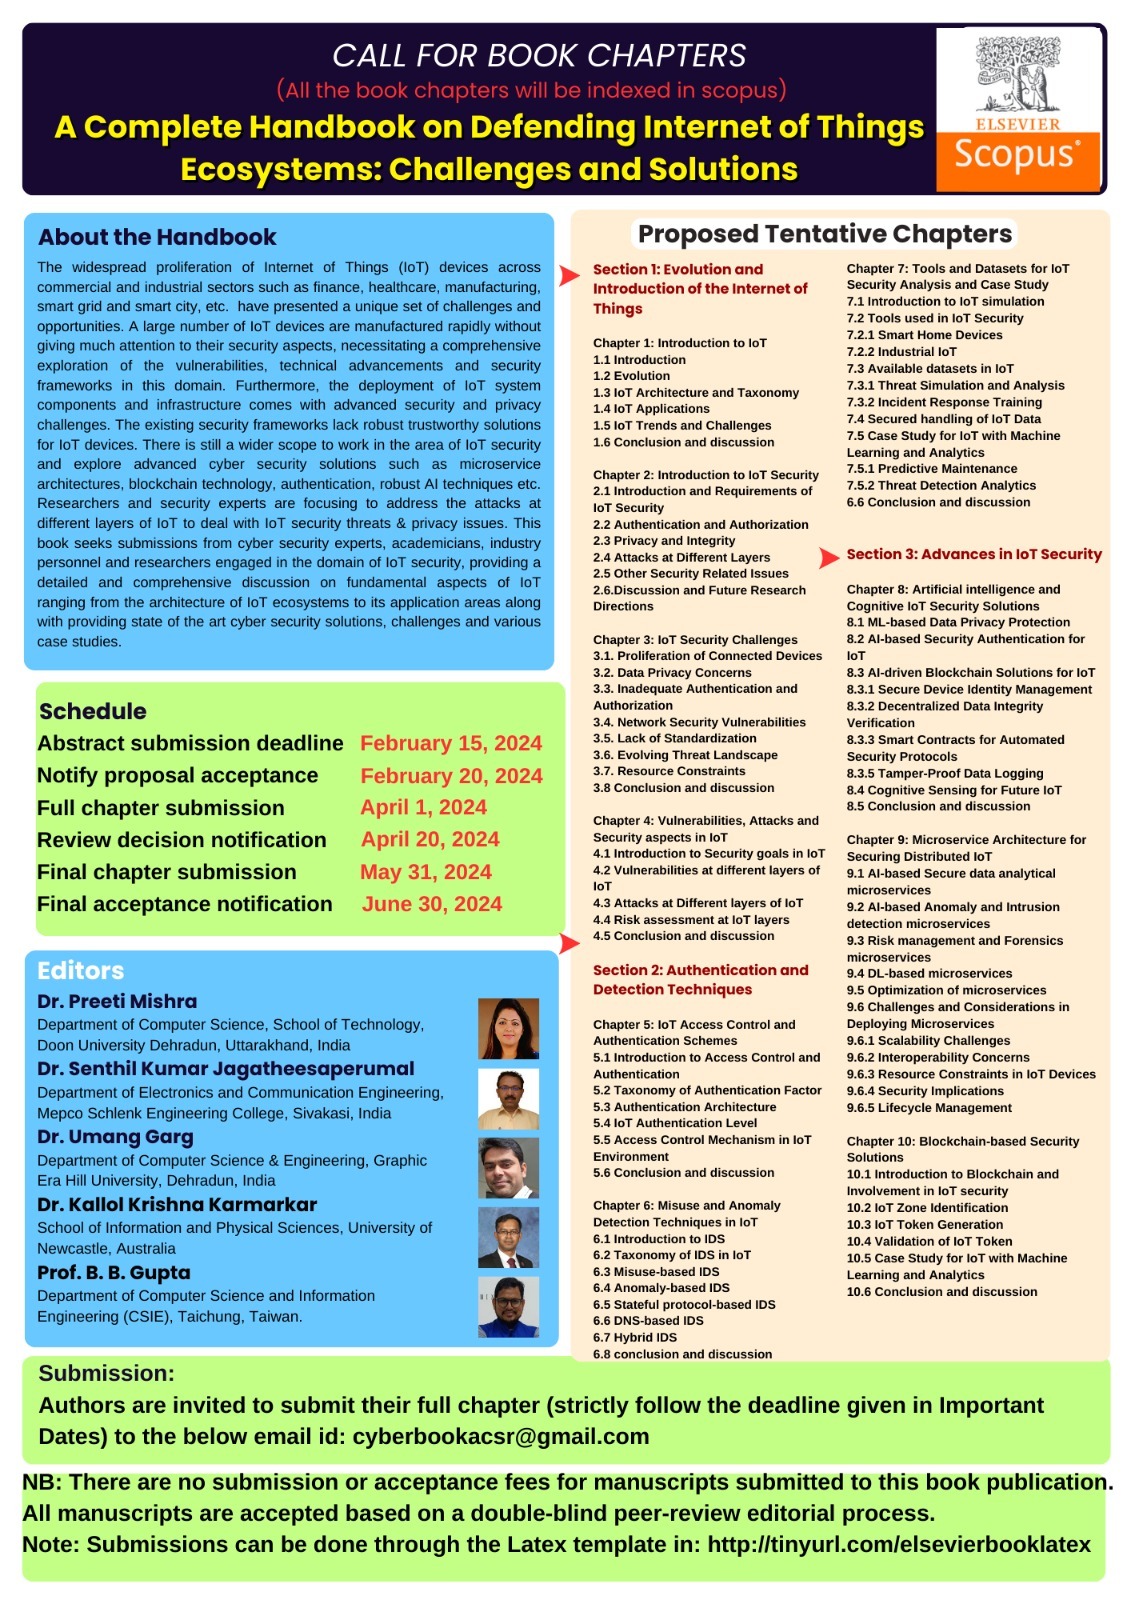 CALL FOR BOOK CHAPTERS
(All the book chapters will be indexed in scopus)
A Complete Handbook on Defending Internet of Things
Ecosystems: Challenges and Solutions
ELSEVIER
Scopus®
About the Handbook
The widespread proliferation of Internet of Things (IoT) devices across
commercial and industrial sectors such as finance, healthcare, manufacturing,
smart grid and smart city, etc. have presented a unique set of challenges and
opportunities. A large number of IoT devices are manufactured rapidly without
giving much attention to their security aspects, necessitating a comprehensive
exploration of the vulnerabilities, technical advancements and security
frameworks in this domain. Furthermore, the deployment of IoT system
components and infrastructure comes with advanced security and privacy
challenges. The existing security frameworks lack robust trustworthy solutions
for IoT devices. There is still a wider scope to work in the area of IoT security
and explore advanced cyber security solutions such as microservice
architectures, blockchain technology, authentication, robust AI techniques etc.
Researchers and security experts are focusing to address the attacks at
different layers of IoT to deal with IoT security threats & privacy issues. This
book seeks submissions from cyber security experts, academicians, industry
personnel and researchers engaged in the domain of IoT security, providing a
detailed and comprehensive discussion on fundamental aspects of IoT
ranging from the architecture of IoT ecosystems to its application areas along
with providing state of the art cyber security solutions, challenges and various
case studies.
Schedule
Abstract submission deadline February 15, 2024
Notify proposal acceptance February 20, 2024
Full chapter submission April 1, 2024
Review decision notification April 20, 2024
Final chapter submission May 31, 2024
Final acceptance notification June 30, 2024
Editors
Dr. Preeti Mishra
Department of Computer Science, School of Technology,
Doon University Dehradun, Uttarakhand, India
Dr. Senthil Kumar Jagatheesaperumal
Department of Electronics and Communication Engineering,
Mepco Schlenk Engineering College, Sivakasi, India
Dr. Umang Garg
Department of Computer Science & Engineering, Graphic
Era Hill University, Dehradun, India
Dr. Kallol Krishna Karmarkar
School of Information and Physical Sciences, University of
Newcastle, Australia
Prof. B. B. Gupta
Department of Computer Science and Information
Engineering (CSIE), Taichung, Taiwan.
Proposed Tentative Chapters
Section 1: Evolution and
Introduction of the Internet of
Things
Chapter 1: Introduction to IoT
1.1 Introduction
1.2 Evolution
1.3 IoT Architecture and Taxonomy
1.4 IoT Applications
1.5 IoT Trends and Challenges
1.6 Conclusion and discussion
Chapter 2: Introduction to IoT Security
2.1 Introduction and Requirements of
IoT Security
2.2 Authentication and Authorization
2.3 Privacy and Integrity
2.4 Attacks at Different Layers
2.5 Other Security Related Issues
2.6.Discussion and Future Research
Directions
Chapter 3: IoT Security Challenges
3.1. Proliferation of Connected Devices
3.2. Data Privacy Concerns
3.3. Inadequate Authentication and
Authorization
3.4. Network Security Vulnerabilities
3.5. Lack of Standardization
3.6. Evolving Threat Landscape
3.7. Resource Constraints
3.8 Conclusion and discussion
Chapter 4: Vulnerabilities, Attacks and
Security aspects in IoT
4.1 Introduction to Security goals in IoT
4.2 Vulnerabilities at different layers of
IoT
4.3 Attacks at Different layers of IoT
4.4 Risk assessment at IoT layers
4.5 Conclusion and discussion
Section 2: Authentication and
Detection Techniques
Chapter 5: IoT Access Control and
Authentication Schemes
5.1 Introduction to Access Control and
Authentication
5.2 Taxonomy of Authentication Factor
5.3 Authentication Architecture
5.4 IoT Authentication Level
5.5 Access Control Mechanism in IoT
Environment
5.6 Conclusion and discussion
Chapter 6: Misuse and Anomaly
Detection Techniques in IoT
6.1 Introduction to IDS
6.2 Taxonomy of IDS in IoT
6.3 Misuse-based IDS
6.4 Anomaly-based IDS
6.5 Stateful protocol-based IDS
6.6 DNS-based IDS
6.7 Hybrid IDS
6.8 conclusion and discussion
Chapter 7: Tools and Datasets for IoT
Security Analysis and Case Study
7.1 Introduction to IoT simulation
7.2 Tools used in IoT Security
7.2.1 Smart Home Devices
7.2.2 Industrial IoT
7.3 Available datasets in IoT
7.3.1 Threat Simulation and Analysis
7.3.2 Incident Response Training
7.4 Secured handling of IoT Data
7.5 Case Study for IoT with Machine
Learning and Analytics
7.5.1 Predictive Maintenance
7.5.2 Threat Detection Analytics
6.6 Conclusion and discussion
Section 3: Advances in IoT Security
Chapter 8: Artificial intelligence and
Cognitive IoT Security Solutions
8.1 ML-based Data Privacy Protection
8.2 AI-based Security Authentication for
IoT
8.3 AI-driven Blockchain Solutions for IoT
8.3.1 Secure Device Identity Management
8.3.2 Decentralized Data Integrity
Verification
8.3.3 Smart Contracts for Automated
Security Protocols
8.3.5 Tamper-Proof Data Logging
8.4 Cognitive Sensing for Future IoT
8.5 Conclusion and discussion
Chapter 9: Microservice Architecture for
Securing Distributed IoT
9.1 AI-based Secure data analytical
microservices
9.2 AI-based Anomaly and Intrusion
detection microservices
9.3 Risk management and Forensics
microservices
9.4 DL-based microservices
9.5 Optimization of microservices
9.6 Challenges and Considerations in
Deploying Microservices
9.6.1 Scalability Challenges
9.6.2 Interoperability Concerns
9.6.3 Resource Constraints in IoT Devices
9.6.4 Security Implications
9.6.5 Lifecycle Management
Chapter 10: Blockchain-based Security
Solutions
10.1 Introduction to Blockchain and
Involvement in IoT security
10.2 IoT Zone Identification
10.3 IoT Token Generation
10.4 Validation of IoT Token
10.5 Case Study for IoT with Machine
Learning and Analytics
10.6 Conclusion and discussion
Submission:
Authors are invited to submit their full chapter (strictly follow the deadline given in Important
Dates) to the below email id: cyberbookacsr@gmail.com
NB: There are no submission or acceptance fees for manuscripts submitted to this book publication.
All manuscripts are accepted based on a double-blind peer-review editorial process.
Note: Submissions can be done through the Latex template in: http://tinyurl.com/elsevierbooklatex